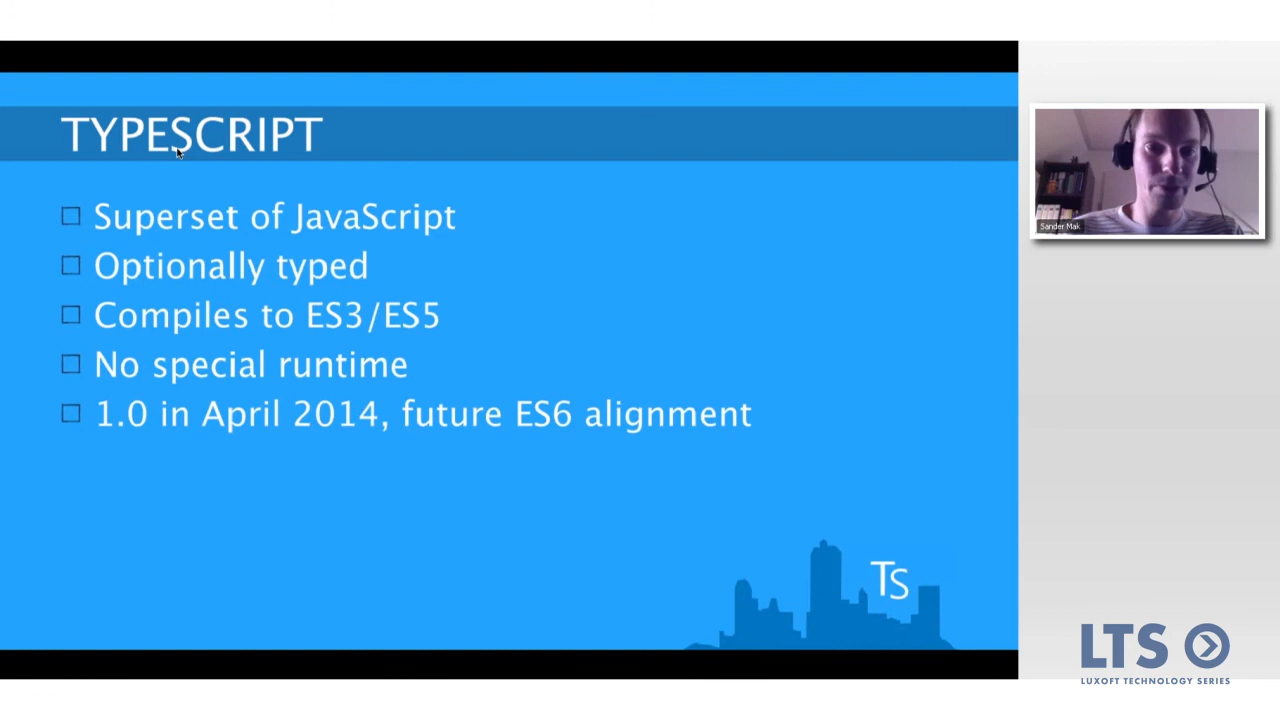 TYPESCRIPT
Superset of JavaScript
Optionally typed
Compiles to ES3/ES5
No special runtime
1.0 in April 2014, future ES6 alignment
TS
Sander Mak
LTS
LUXOFT TECHNOLOGY SERIES